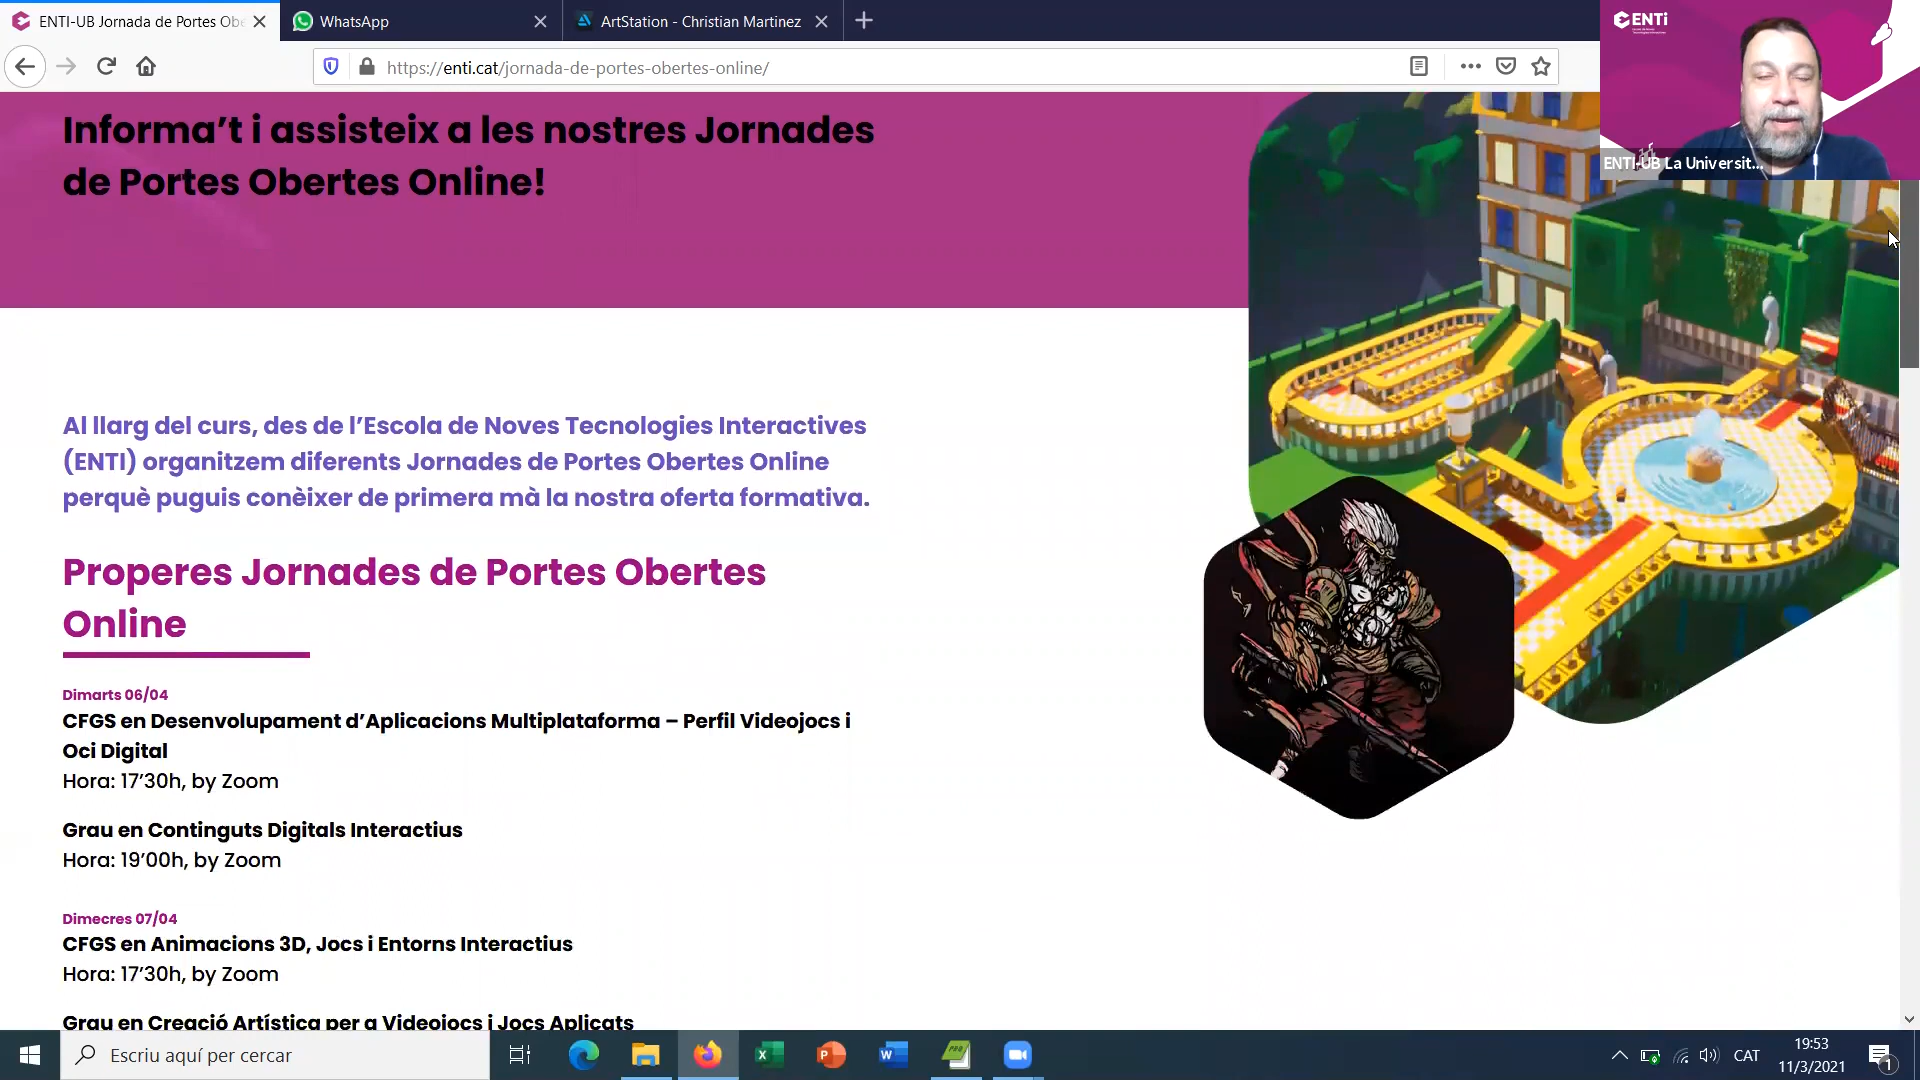 ENTI-UB Jornada de Portes Obe
WhatsApp
ArtStation - Christian Martinez
https://enti.cat/jornada-de-portes-obertes-online/
ENTi
ENTI-UB La Universit...
Informa’t i assisteix a les nostres Jornades
de Portes Obertes Online!
Al llarg del curs, des de l’Escola de Noves Tecnologies Interactives
(ENTI) organitzem diferents Jornades de Portes Obertes Online
perquè puguis conèixer de primera mà la nostra oferta formativa.
Properes Jornades de Portes Obertes
Online
Dimarts 06/04
CFGS en Desenvolupament d’Aplicacions Multiplataforma – Perfil Videojocs i
Oci Digital
Hora: 17’30h, by Zoom
Grau en Continguts Digitals Interactius
Hora: 19’00h, by Zoom
Dimecres 07/04
CFGS en Animacions 3D, Jocs i Entorns Interactius
Hora: 17’30h, by Zoom
Grau en Creació Artística per a Videojocs i Jocs Aplicats
Escriu aquí per cercar
CAT
19:53
11/3/2021
1